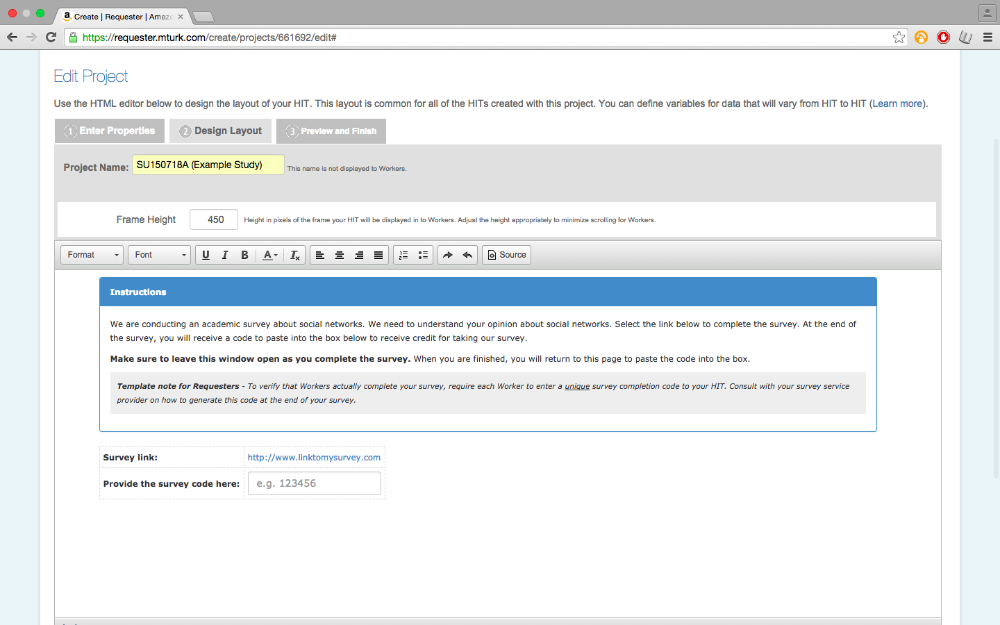 Create | Requester | Amazo
https://requester.mturk.com/create/projects/661692/edit#
Edit Project
Use the HTML editor below to design the layout of your HIT. This layout is common for all of the HITs created with this project. You can define variables for data that will vary from HIT to HIT (Learn more).
1 Enter Properties
2 Design Layout
3 Preview and Finish
Project Name: SU150718A (Example Study) This name is not displayed to Workers.
Frame Height 450 Height in pixels of the frame your HIT will be displayed in to Workers. Adjust the height appropriately to minimize scrolling for Workers.
Format Font U I B A Tx Source
Instructions
We are conducting an academic survey about social networks. We need to understand your opinion about social networks. Select the link below to complete the survey. At the end of
the survey, you will receive a code to paste into the box below to receive credit for taking our survey.
Make sure to leave this window open as you complete the survey. When you are finished, you will return to this page to paste the code into the box.
Template note for Requesters - To verify that Workers actually complete your survey, require each Worker to enter a unique survey completion code to your HIT. Consult with your survey service
provider on how to generate this code at the end of your survey.
Survey link: http://www.linktomysurvey.com
Provide the survey code here: e.g. 123456